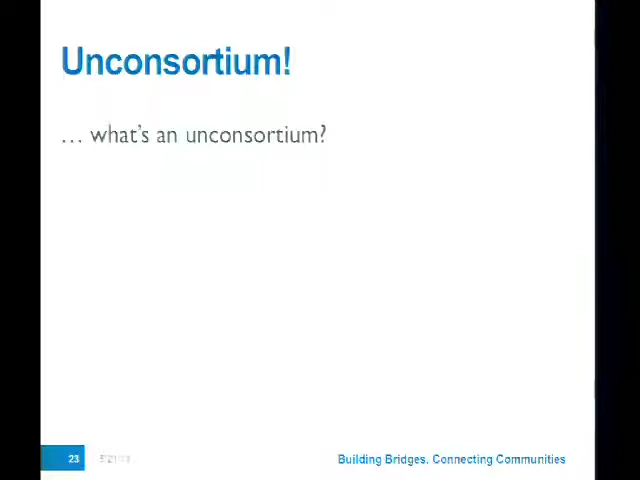 Unconsortium!
… what's an unconsortium?
23
Building Bridges. Connecting Communities